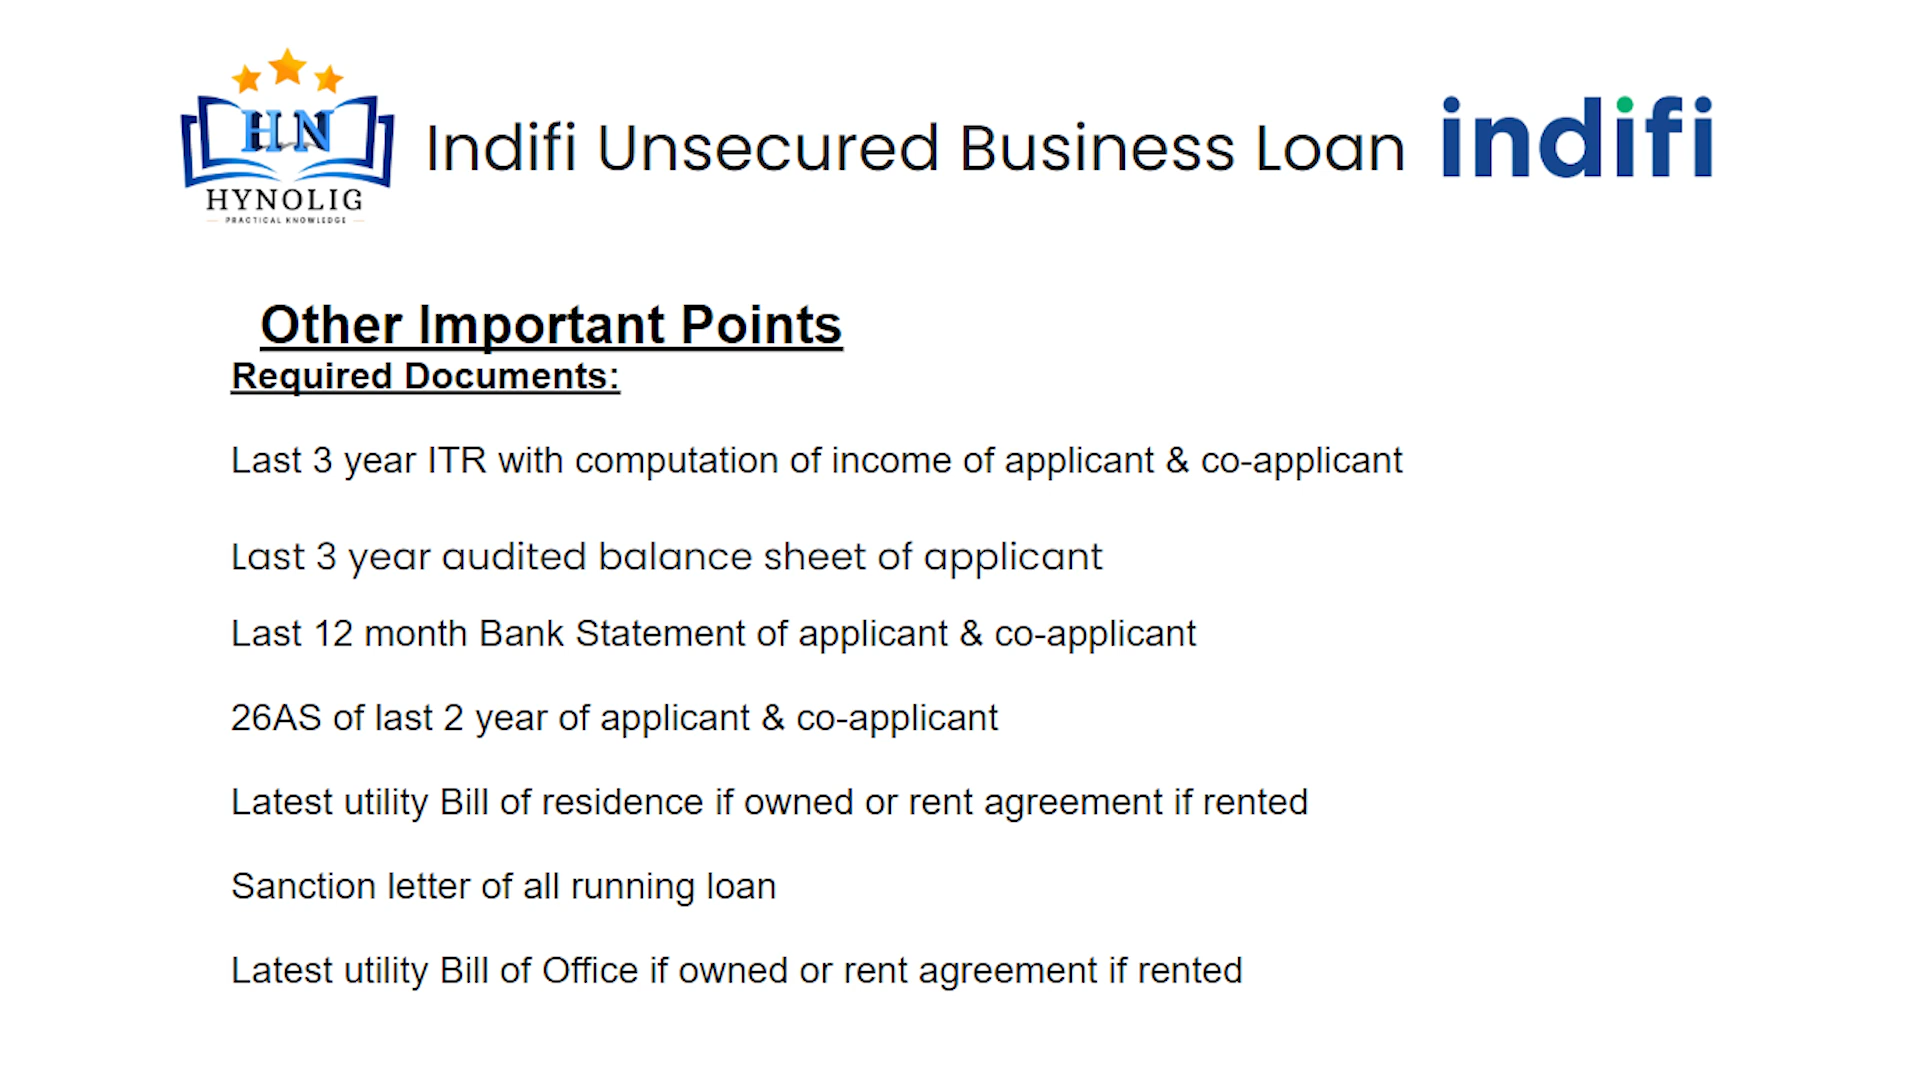 HN
HYNOLIG
PRACTICAL KNOWLEDGE
Indifi Unsecured Business Loan
indifi
Other Important Points
Required Documents:
Last 3 year ITR with computation of income of applicant & co-applicant
Last 3 year audited balance sheet of applicant
Last 12 month Bank Statement of applicant & co-applicant
26AS of last 2 year of applicant & co-applicant
Latest utility Bill of residence if owned or rent agreement if rented
Sanction letter of all running loan
Latest utility Bill of Office if owned or rent agreement if rented